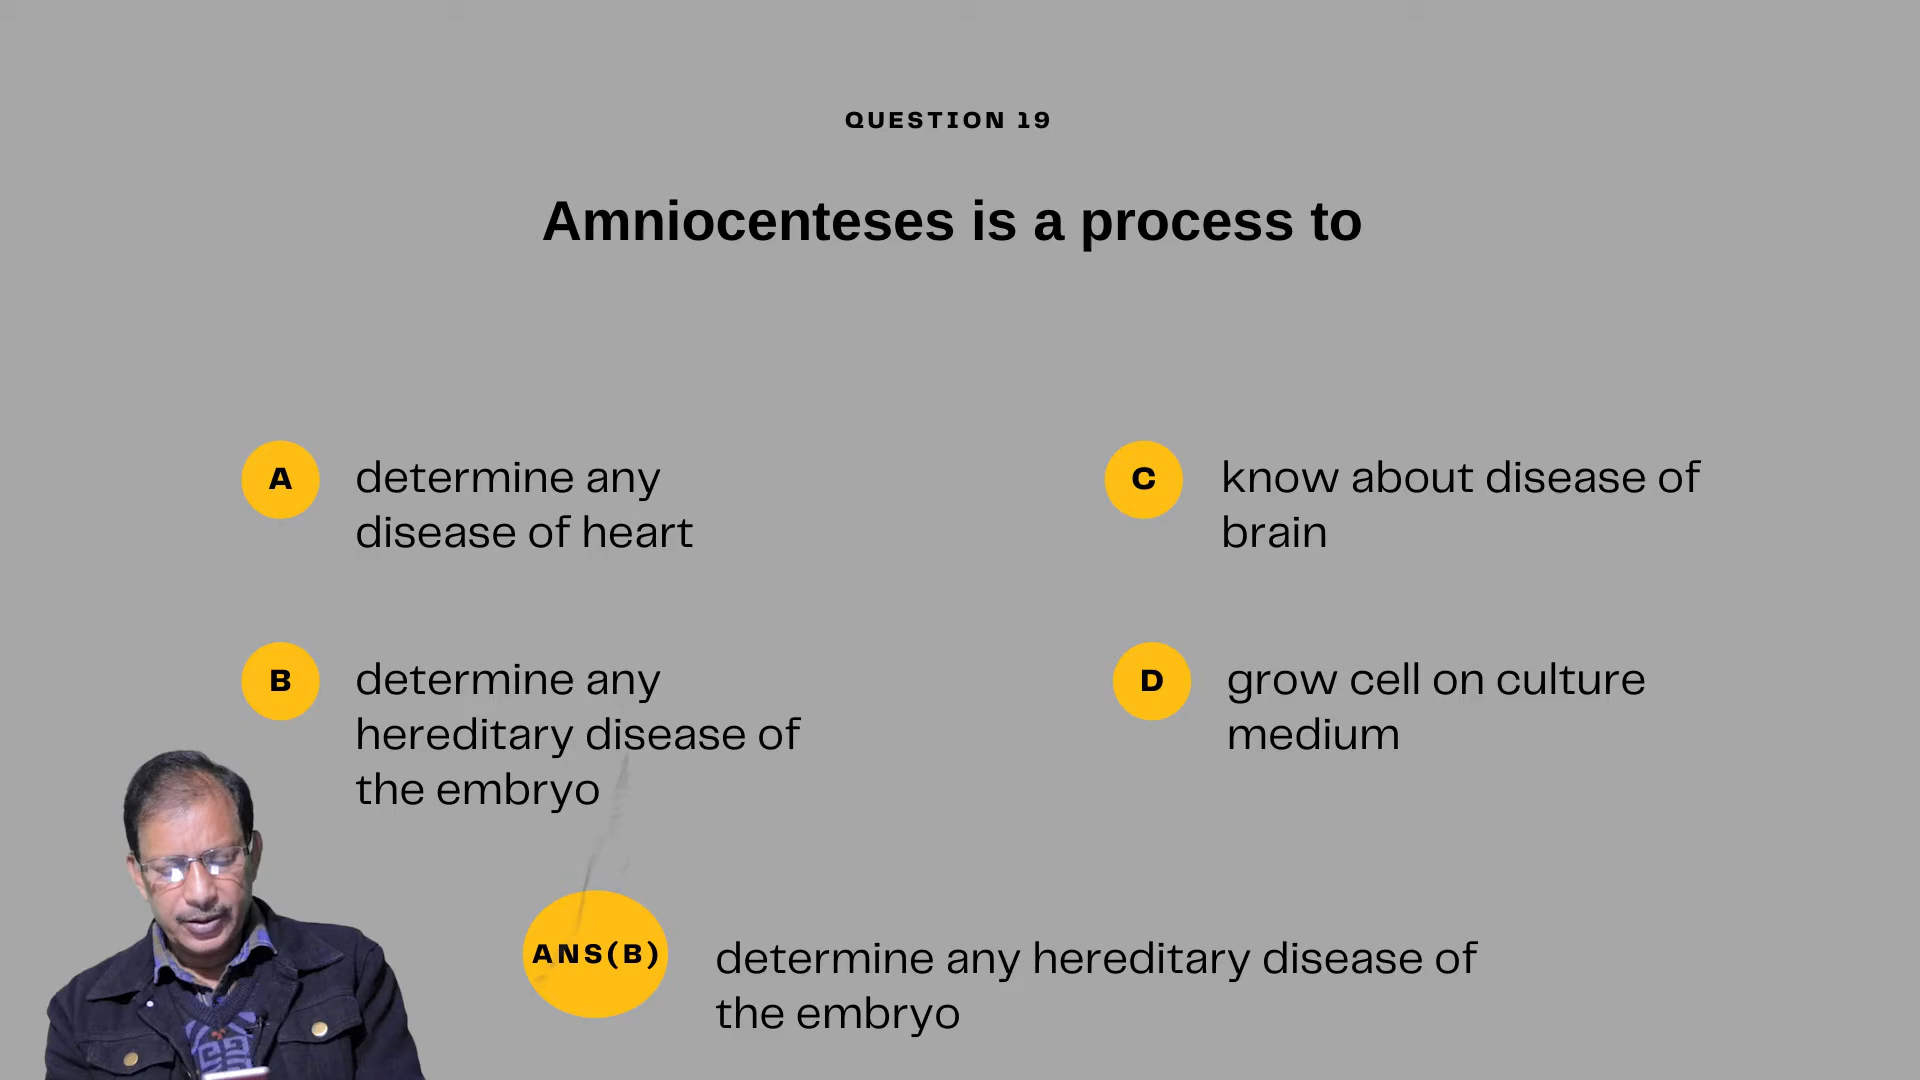 QUESTION 19
Amniocenteses is a process to
A
determine any
disease of heart
B
determine any
hereditary disease of
the embryo
C
know about disease of
brain
D
grow cell on culture
medium
ANS(B)
determine any hereditary disease of
the embryo